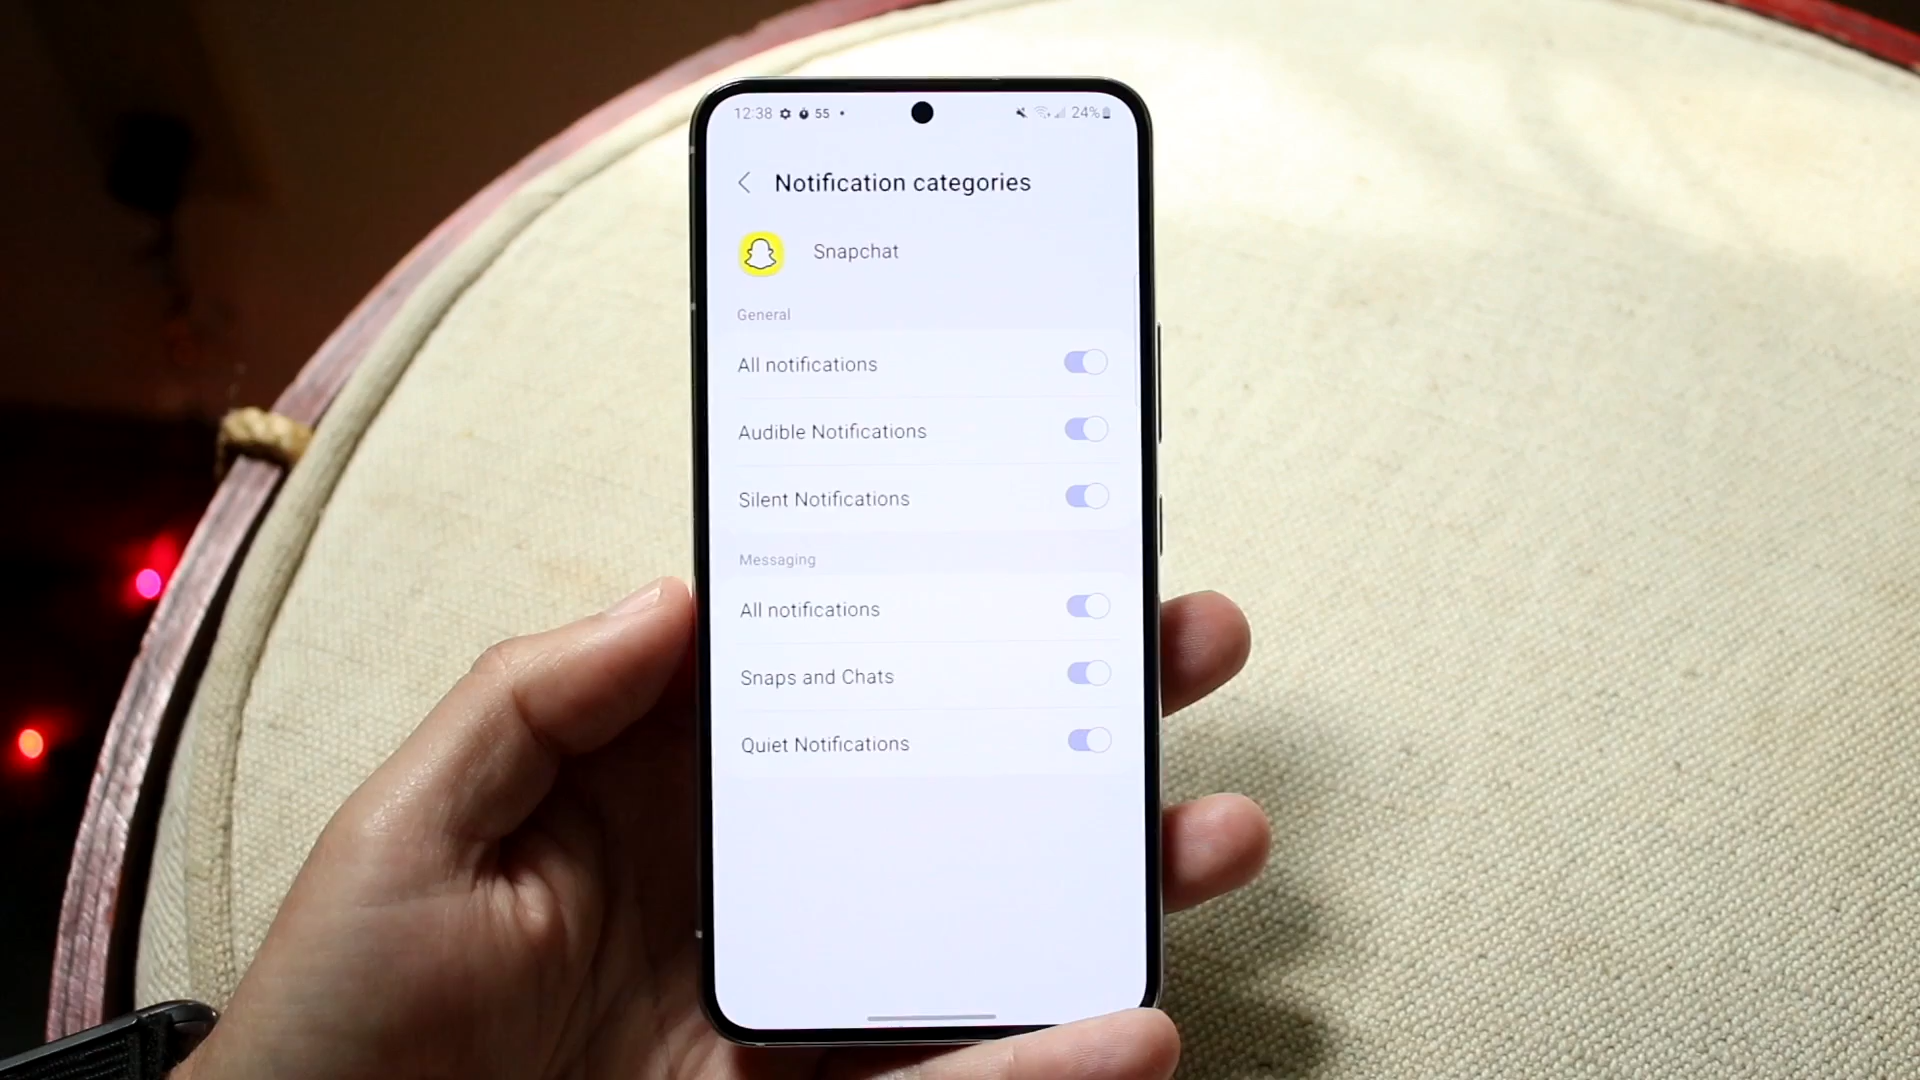 12:38 55 24%
Notification categories
Snapchat
General
All notifications
Audible Notifications
Silent Notifications
Messaging
All notifications
Snaps and Chats
Quiet Notifications